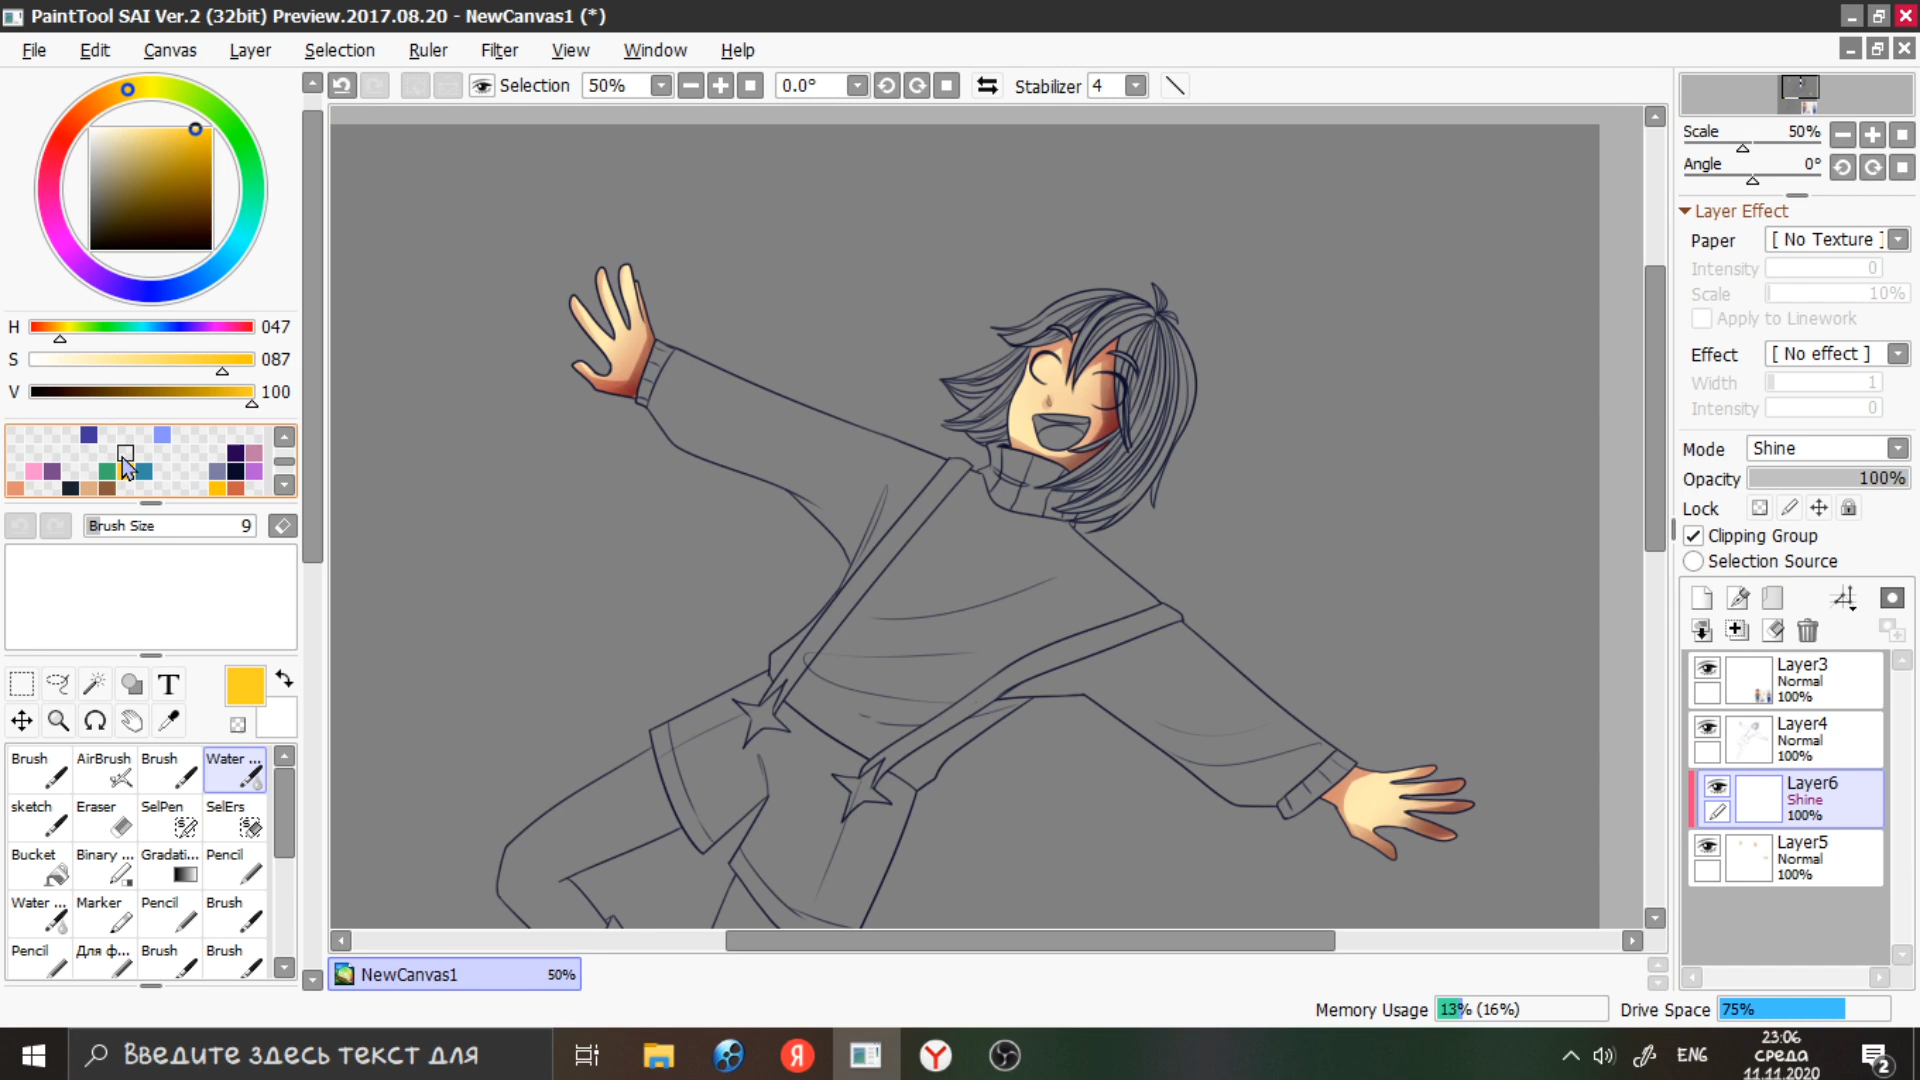 PaintTool SAI Ver.2 (32bit) Preview.2017.08.20 - NewCanvas1 (*)
File Edit Canvas Layer Selection Ruler Filter View Window Help
Selection 50% 0.0° Stabilizer 4
Scale 50%
Angle 0°
Layer Effect
Paper [ No Texture ]
Intensity 0
Scale 10%
Apply to Linework
Effect [ No effect ]
Width 1
Intensity 0
Mode Shine
Opacity 100%
Lock
Clipping Group
Selection Source
Layer3
Normal
100%
Layer4
Normal
100%
Layer6
Shine
100%
Layer5
Normal
100%
H 047
S 087
V 100
Brush Size 9
T
Brush AirBrush Brush Water ...
sketch Eraser SelPen SelErs
Bucket Binary ... Gradati... Pencil
Water ... Marker Pencil Brush
Pencil Для ф... Brush Brush
NewCanvas1 50%
Memory Usage 13% (16%) Drive Space 75%
Введите здесь текст для
Я Y ENG
23:06
среда
11.11.2020
2